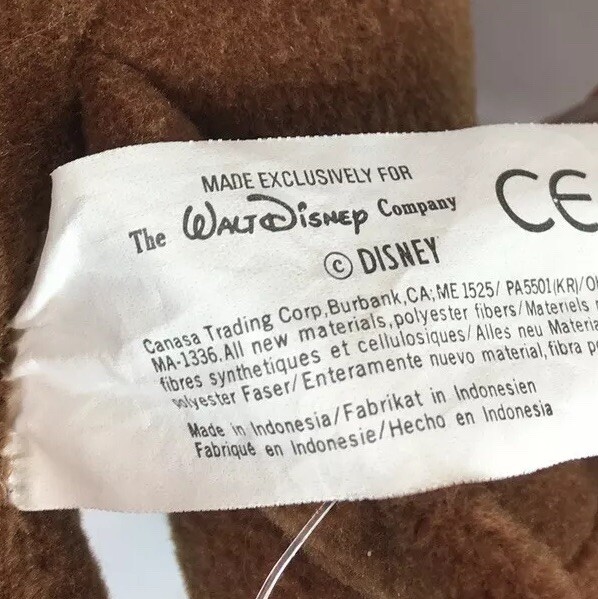 MADE EXCLUSIVELY FOR
The WALT DISNEY Company
CE
© DISNEY
Canasa Trading Corp,Burbank,CA; ME 1525/ PA5501(KR)/
MA-1336.All new materials,polyester fibers/Materiels
fibres synthetiques et cellulosiques/Alles neu
polyester Faser/Enteramente nuevo material,fibra
Made in Indonesia/Fabrikat in Indonesien
Fabriqué en Indonesie/Hecho en Indonesia